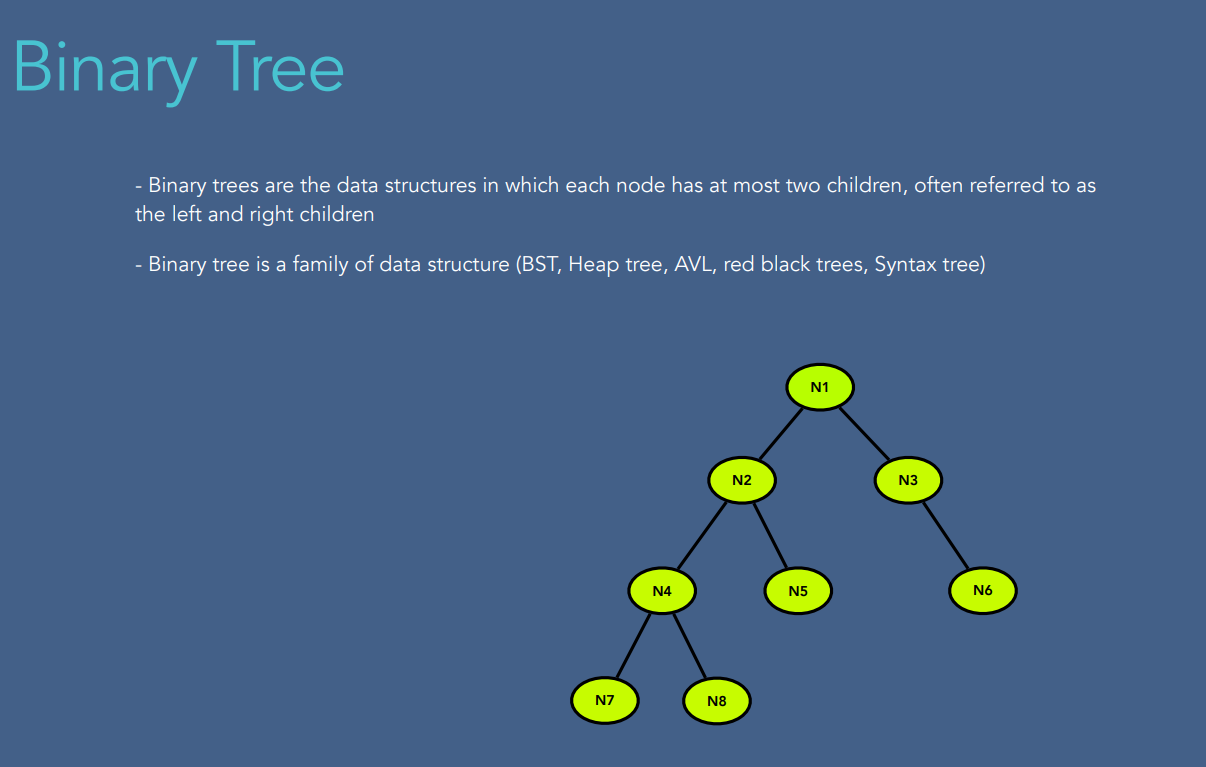 Binary Tree
- Binary trees are the data structures in which each node has at most two children, often referred to as
the left and right children
- Binary tree is a family of data structure (BST, Heap tree, AVL, red black trees, Syntax tree)
N1
N2
N3
N4
N5
N6
N7
N8